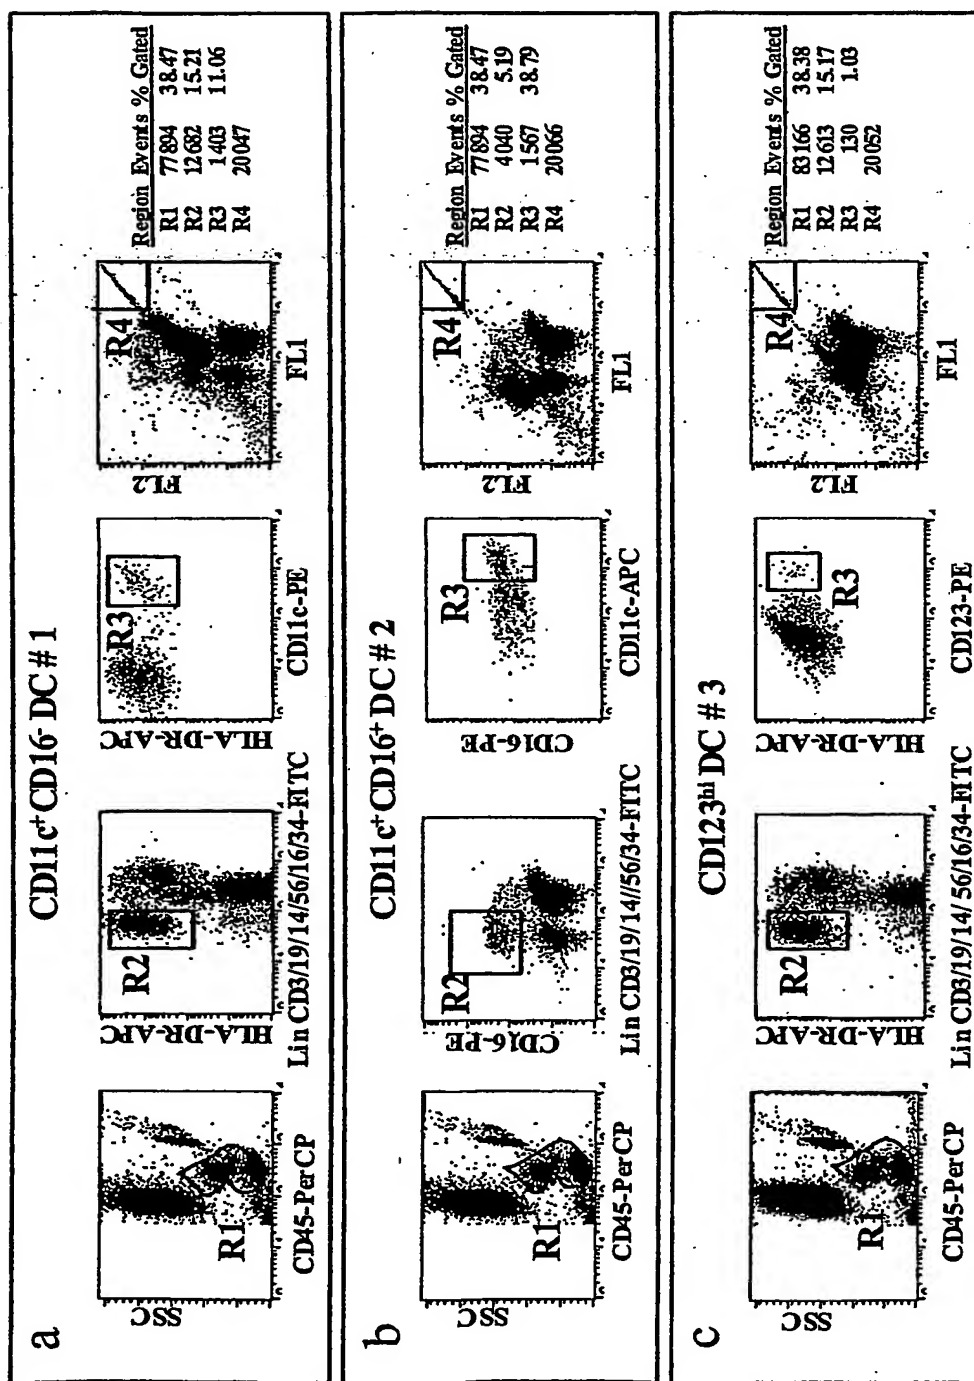 a
CD11c+CD16- DC # 1
SSC
CD45-PerCP
R1
HLA-DR-APC
Lin CD3/19/14/56/16/34-FITC
R2
HLA-DR-APC
CD11c-PE
R3
FL2
FL1
R4
Region Events % Gated
R1 77894 38.47
R2 12682 15.21
R3 1403 11.06
R4 20047
b
CD11c+CD16+ DC # 2
SSC
CD45-PerCP
R1
CD16-PE
Lin CD3/19/14//56/34-FITC
R2
CD16-PE
CD11c-APC
R3
FL2
FL1
R4
Region Events % Gated
R1 77894 38.47
R2 4040 5.19
R3 1567 38.79
R4 20066
c
CD123hi DC # 3
SSC
CD45-PerCP
R1
HLA-DR-APC
Lin CD3/19/14/ 56/16/34-FITC
R2
HLA-DR-APC
CD123-PE
R3
FL2
FL1
R4
Region Events % Gated
R1 83166 38.38
R2 12613 15.17
R3 130 1.03
R4 20052